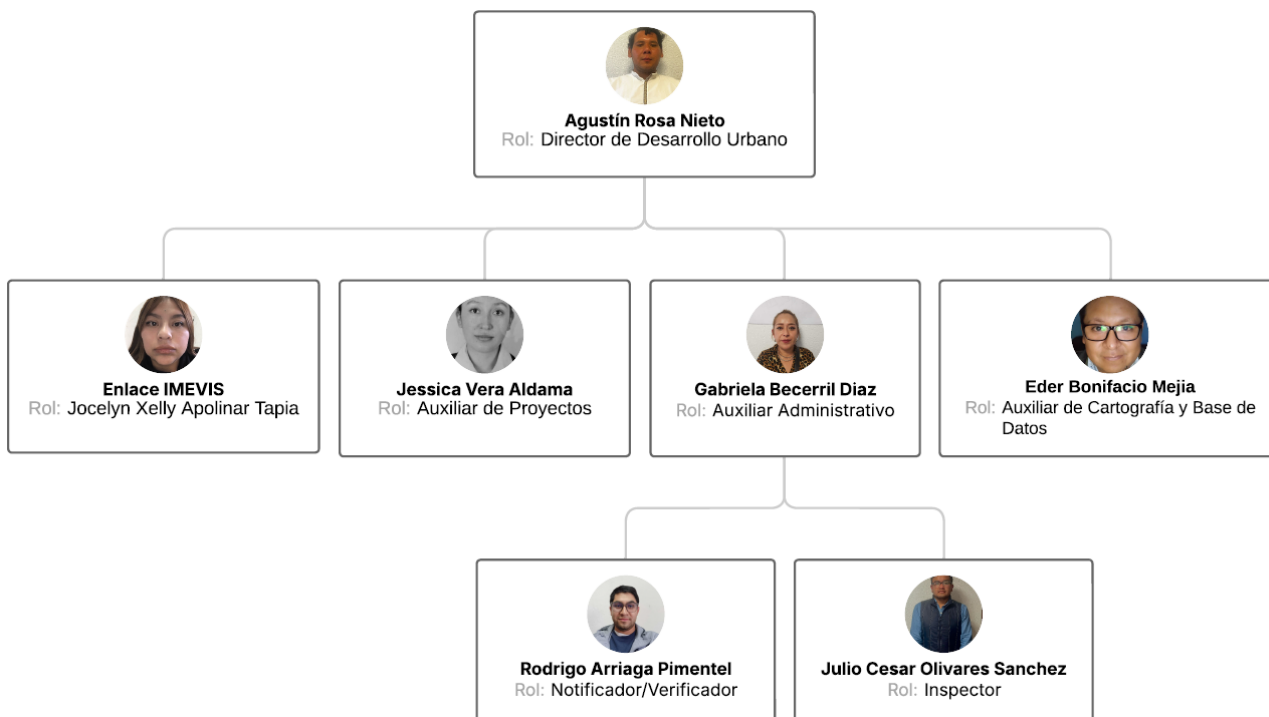 Agustín Rosa Nieto
Rol: Director de Desarrollo Urbano
Enlace IMEVIS
Rol: Jocelyn Xelly Apolinar Tapia
Jessica Vera Aldama
Rol: Auxiliar de Proyectos
Gabriela Becerril Diaz
Rol: Auxiliar Administrativo
Eder Bonifacio Mejia
Rol: Auxiliar de Cartografía y Base de
Datos
Rodrigo Arriaga Pimentel
Rol: Notificador/Verificador
Julio Cesar Olivares Sanchez
Rol: Inspector